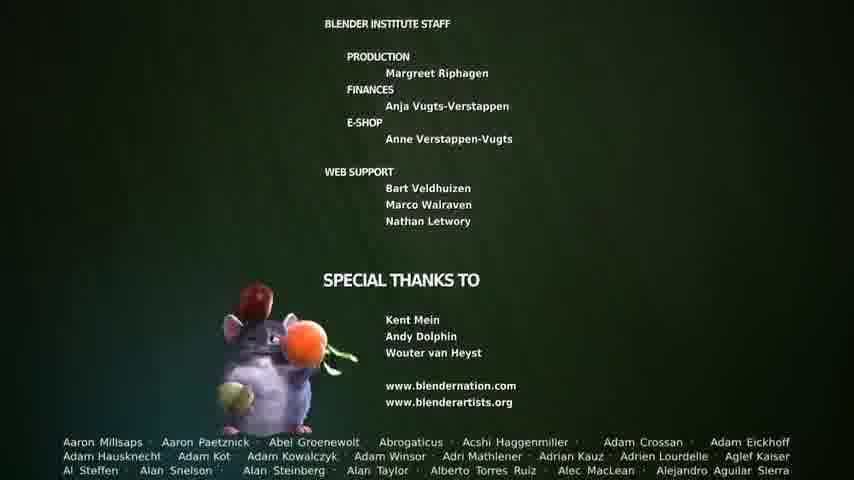 BLENDER INSTITUTE STAFF
PRODUCTION
Margreet Riphagen
FINANCES
Anja Vugts-Verstappen
E-SHOP
Anne Verstappen-Vugts
WEB SUPPORT
Bart Veldhuizen
Marco Walraven
Nathan Letwory
SPECIAL THANKS TO
Kent Mein
Andy Dolphin
Wouter van Heyst
www.blendernation.com
www.blenderartists.org
Aaron Millsaps · Aaron Paetznick · Abel Groenewolt · Abrogaticus · Acshi Haggenmiller · Adam Crossan · Adam Eickhoff
Adam Hausknecht · Adam Kot · Adam Kowalczyk · Adam Winsor · Adri Mathlener · Adrian Kauz · Adrien Lourdelle · Aglef Kaiser
Al Steffen · Alan Snelson · Alan Steinberg · Alan Taylor · Alberto Torres Ruiz · Alec MacLean · Alejandro Aguilar Sierra